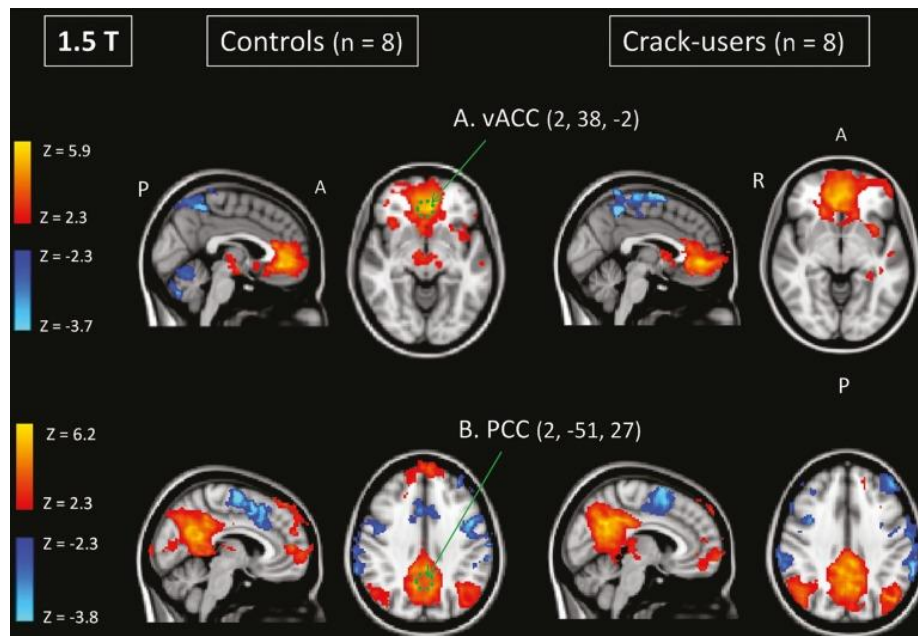 1.5 T
Controls (n = 8)
Crack-users (n = 8)
A. vACC (2, 38, -2)
A
Z = 5.9
P
A
R
Z = 2.3
Z = -2.3
Z = -3.7
P
B. PCC (2, -51, 27)
Z = 6.2
Z = 2.3
Z = -2.3
Z = -3.8